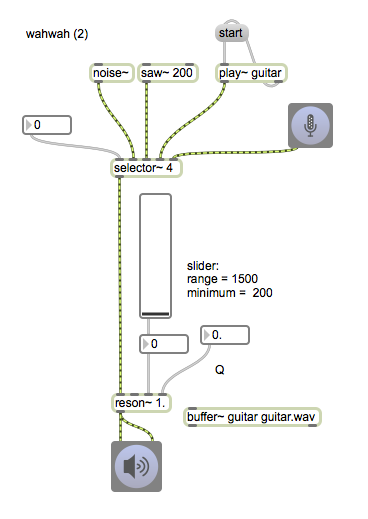 wahwah (2)
start
noise~
saw~ 200
play~ guitar
0
selector~ 4
slider:
range = 1500
minimum =  200
0
0.
Q
reson~ 1.
buffer~ guitar guitar.wav